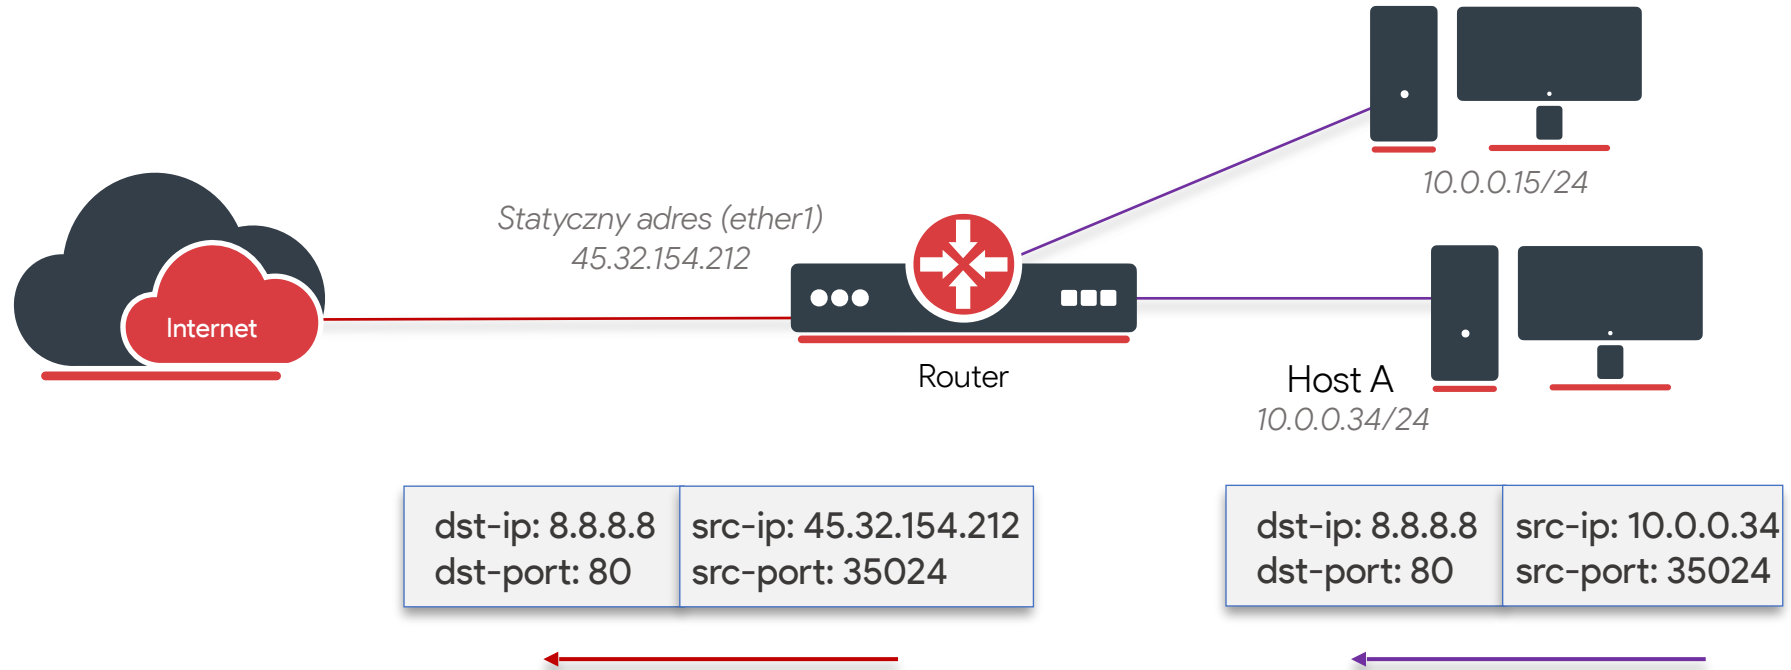 10.0.0.15/24
Statyczny adres (ether1)
45.32.154.212
Internet
Router
Host A
10.0.0.34/24
dst-ip: 8.8.8.8
dst-port: 80
src-ip: 45.32.154.212
src-port: 35024
dst-ip: 8.8.8.8
dst-port: 80
src-ip: 10.0.0.34
src-port: 35024